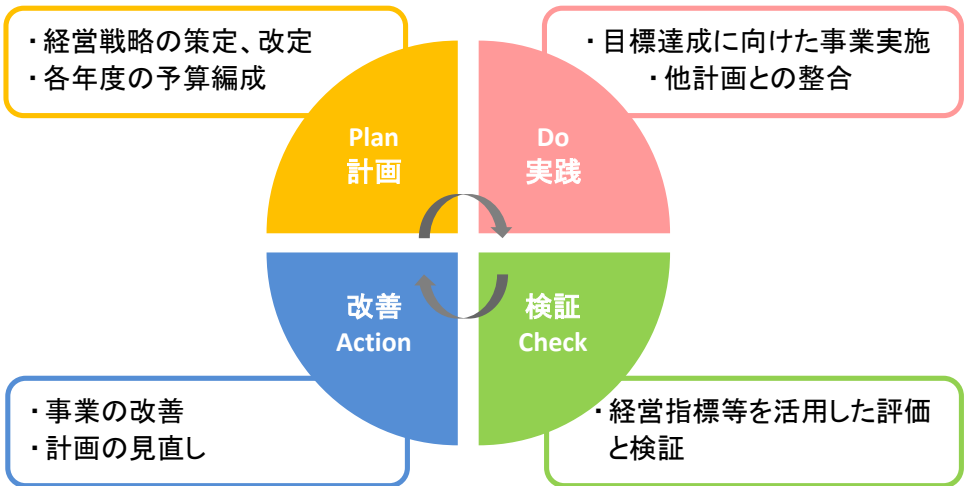 ・経営戦略の策定、改定
・各年度の予算編成
・目標達成に向けた事業実施
・他計画との整合
Plan
計画
Do
実践
改善
Action
検証
Check
・事業の改善
・計画の見直し
・経営指標等を活用した評価
と検証